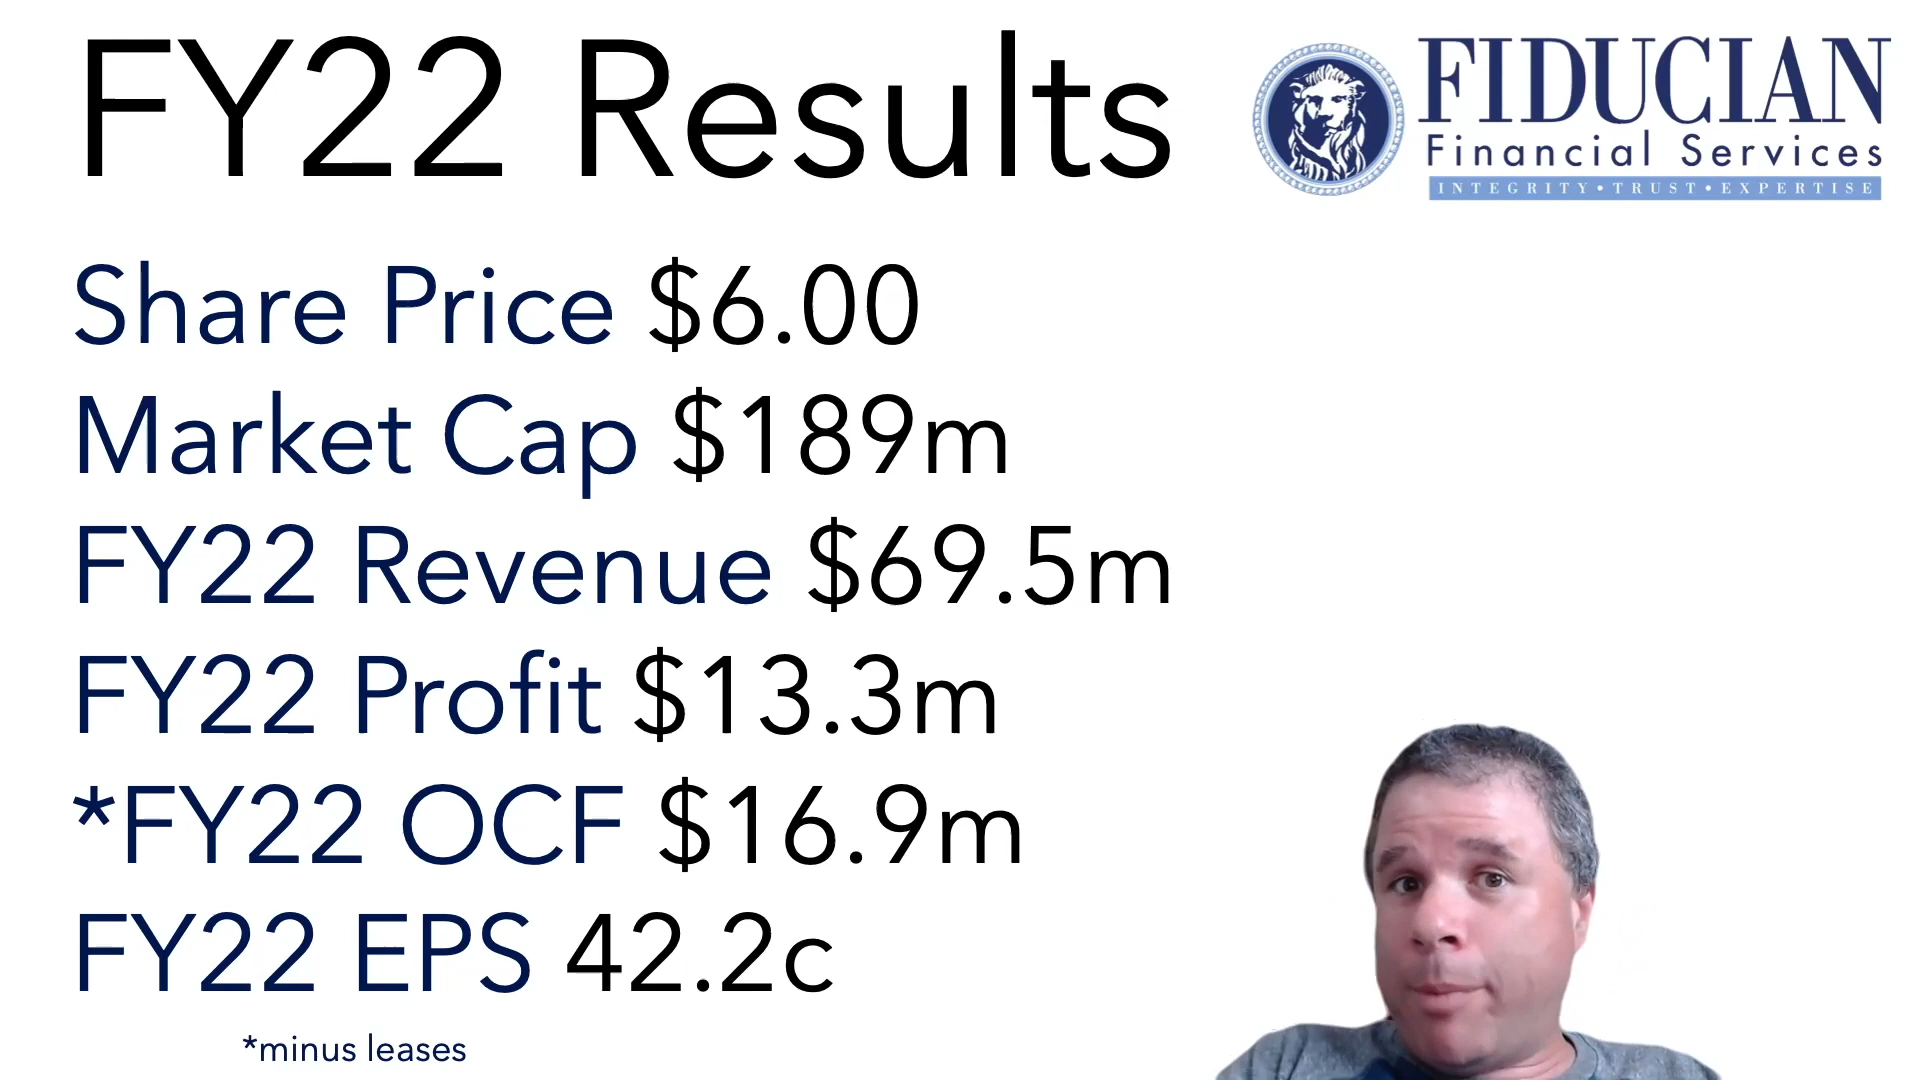 FY22 Results
FIDUCIAN
Financial Services
INTEGRITY • TRUST • EXPERTISE
Share Price $6.00
Market Cap $189m
FY22 Revenue $69.5m
FY22 Profit $13.3m
*FY22 OCF $16.9m
FY22 EPS 42.2c
*minus leases